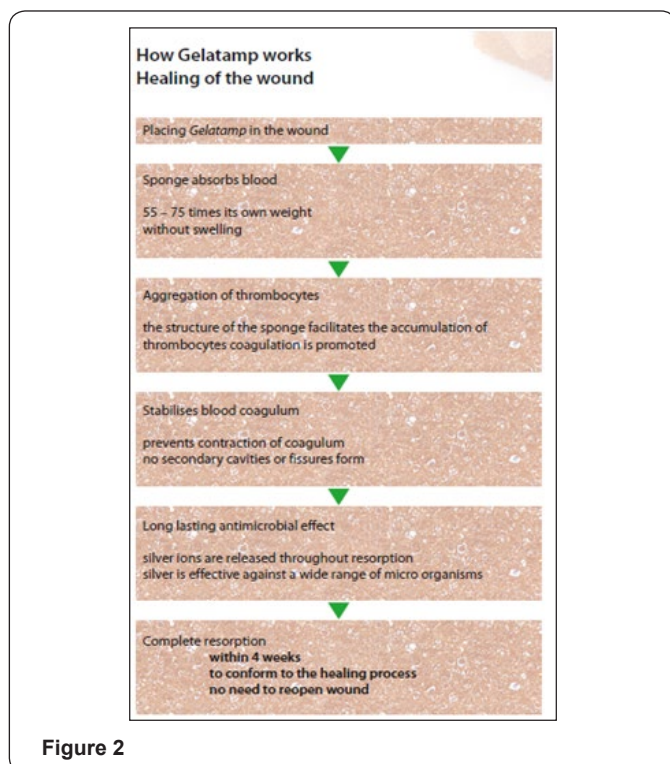 How Gelatamp works
Healing of the wound
Placing Gelatamp in the wound
Sponge absorbs blood
55 – 75 times its own weight
without swelling
Aggregation of thrombocytes
the structure of the sponge facilitates the accumulation of
thrombocytes coagulation is promoted
Stabilises blood coagulum
prevents contraction of coagulum
no secondary cavities or fissures form
Long lasting antimicrobial effect
silver ions are released throughout resorption
silver is effective against a wide range of micro organisms
Complete resorption
within 4 weeks
to conform to the healing process
no need to reopen wound
Figure 2